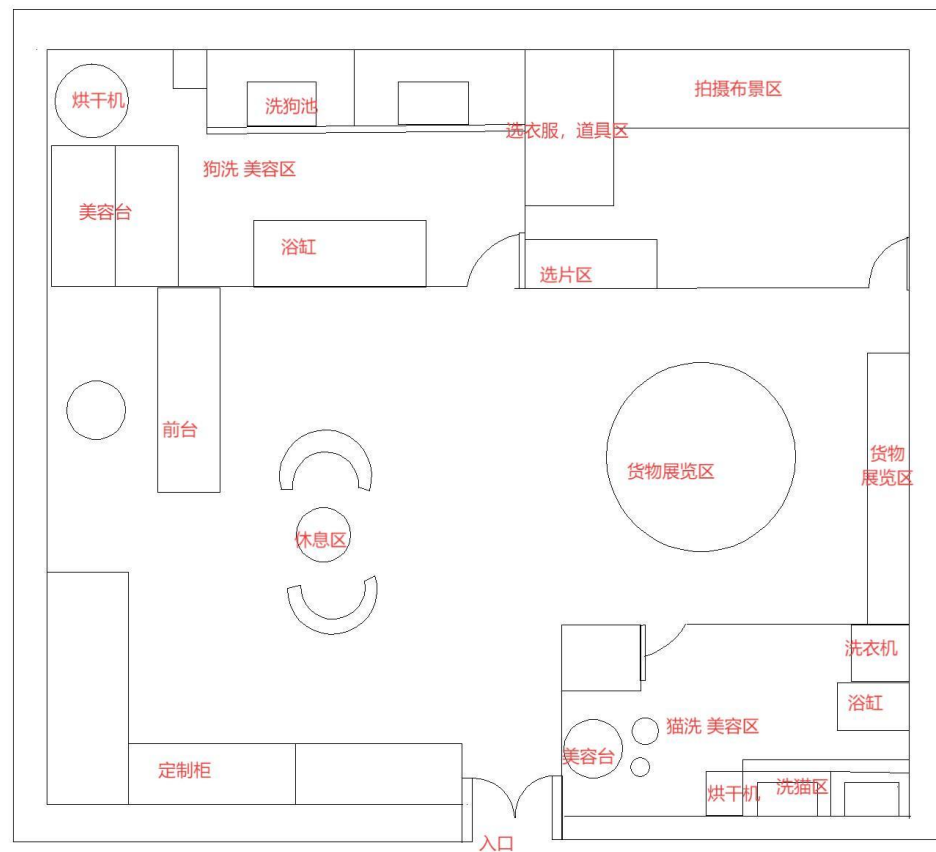 烘干机
洗狗池
拍摄布景区
选衣服，道具区
狗洗 美容区
美容台
浴缸
选片区
前台
货物展览区
货物
展览区
休息区
洗衣机
浴缸
猫洗 美容区
美容台
定制柜
烘干机
洗猫区
入口